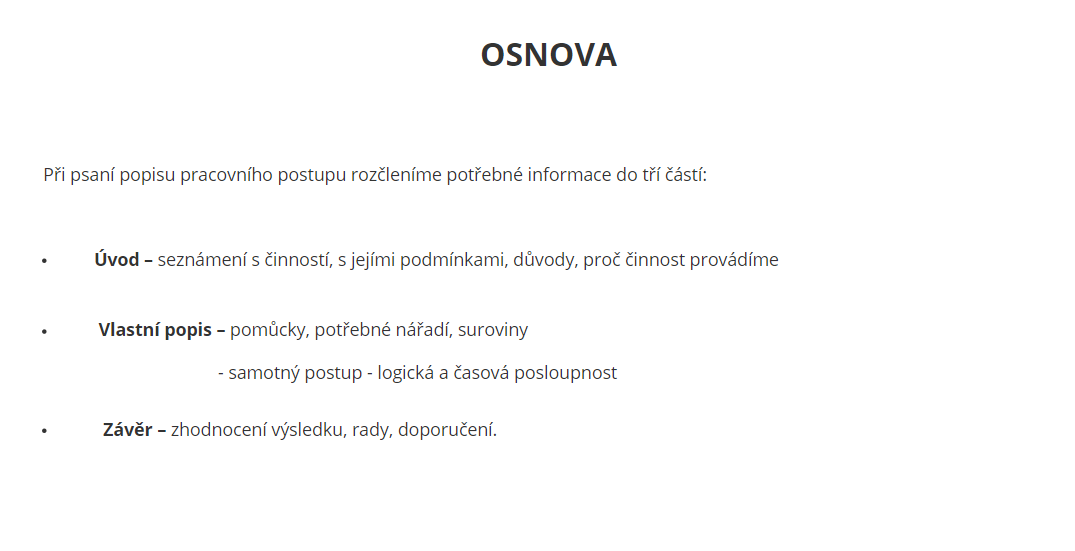 OSNOVA
Při psaní popisu pracovního postupu rozčleníme potřebné informace do tří částí:
• Úvod – seznámení s činností, s jejími podmínkami, důvody, proč činnost provádíme
• Vlastní popis – pomůcky, potřebné nářadí, suroviny
- samotný postup - logická a časová posloupnost
• Závěr – zhodnocení výsledku, rady, doporučení.